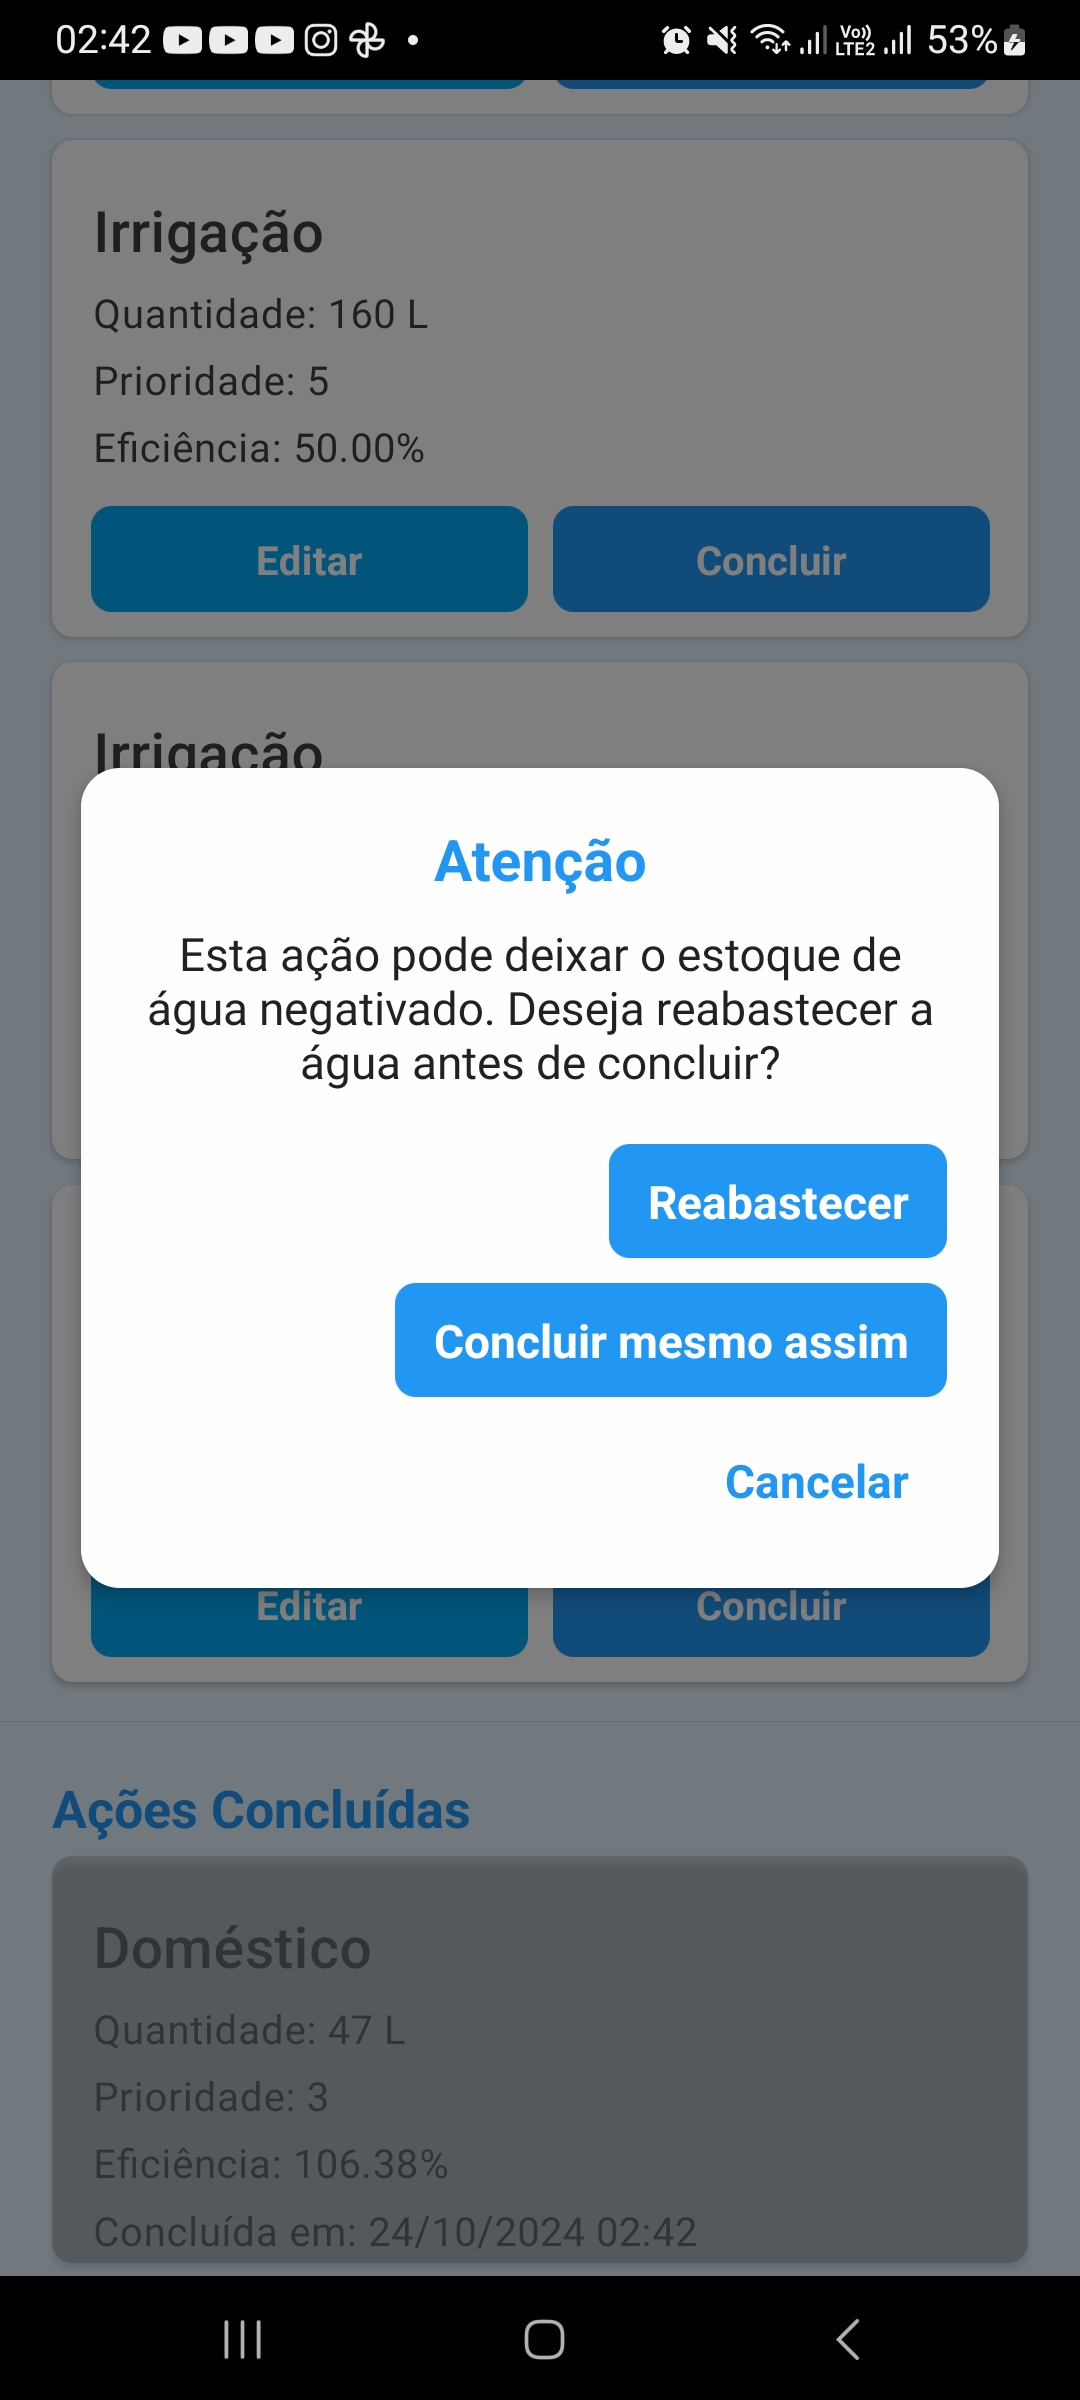 02:42
Vo))
LTE2
53%
Irrigação
Quantidade: 160 L
Prioridade: 5
Eficiência: 50.00%
Editar
Concluir
Irrigação
Atenção
Esta ação pode deixar o estoque de
água negativado. Deseja reabastecer a
água antes de concluir?
Reabastecer
Concluir mesmo assim
Cancelar
Editar
Concluir
Ações Concluídas
Doméstico
Quantidade: 47 L
Prioridade: 3
Eficiência: 106.38%
Concluída em: 24/10/2024 02:42